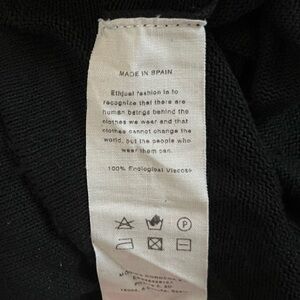 MADE IN SPAIN
Ethical fashion is to
recognize that there are
human beings behind the
clothes we wear and that
clothes cannot change the
world, but the people who
wear them can.
100% Ecological Viscose
P